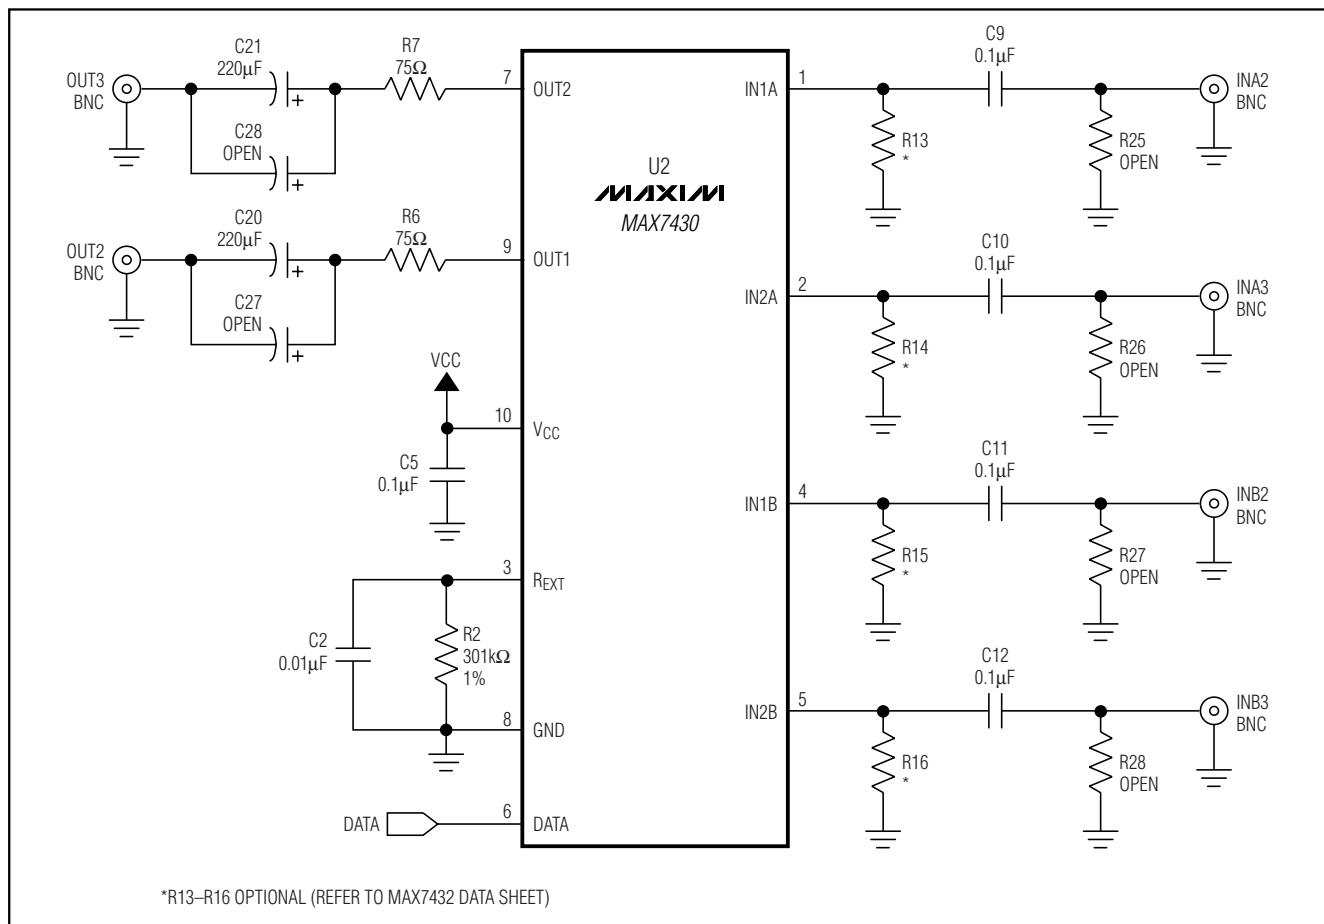 C21
220µF
R7
75Ω
OUT3
BNC
7
OUT2
C28
OPEN
C20
220µF
R6
75Ω
OUT2
BNC
9
OUT1
C27
OPEN
VCC
10
VCC
C5
0.1µF
3
REXT
C2
0.01µF
R2
301kΩ
1%
8
GND
DATA
6
DATA
U2
MAXIM
MAX7430
IN1A
1
C9
0.1µF
INA2
BNC
R13
*
R25
OPEN
IN2A
2
C10
0.1µF
INA3
BNC
R14
*
R26
OPEN
IN1B
4
C11
0.1µF
INB2
BNC
R15
*
R27
OPEN
IN2B
5
C12
0.1µF
INB3
BNC
R16
*
R28
OPEN
*R13–R16 OPTIONAL (REFER TO MAX7432 DATA SHEET)